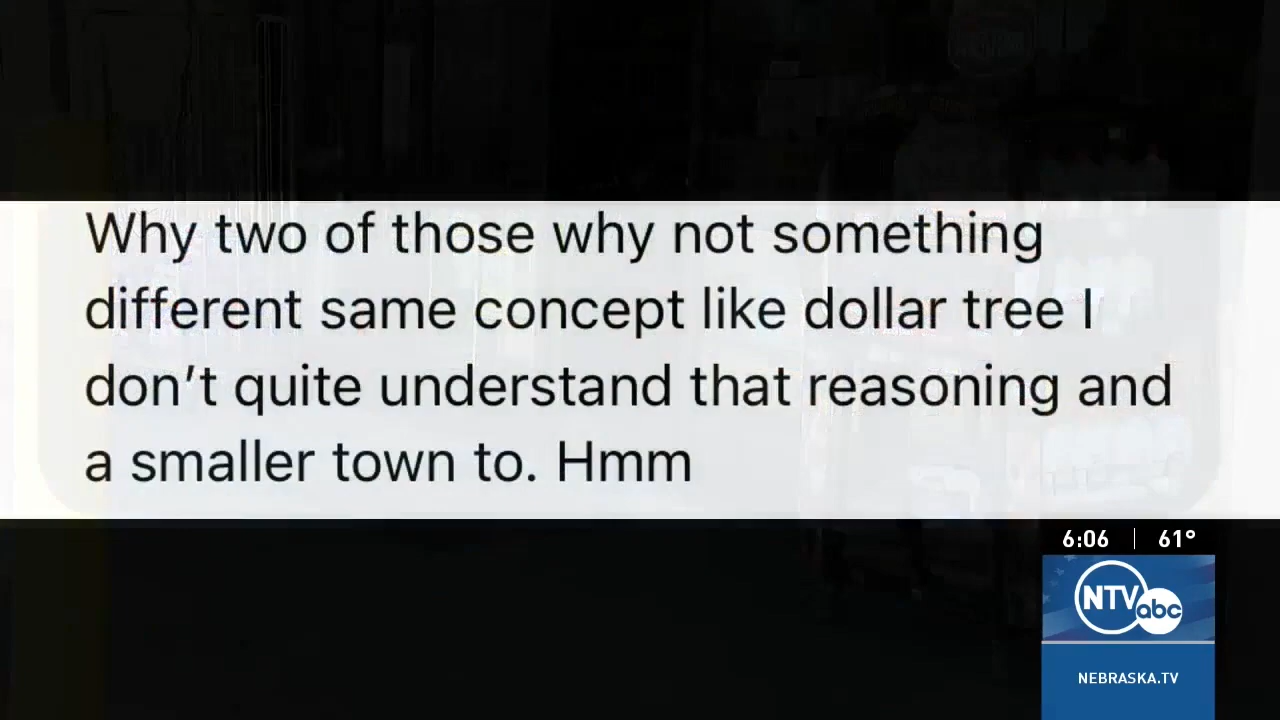 Why two of those why not something
different same concept like dollar tree I
don't quite understand that reasoning and
a smaller town to. Hmm
6:06 | 61°
NTV abc
NEBRASKA.TV